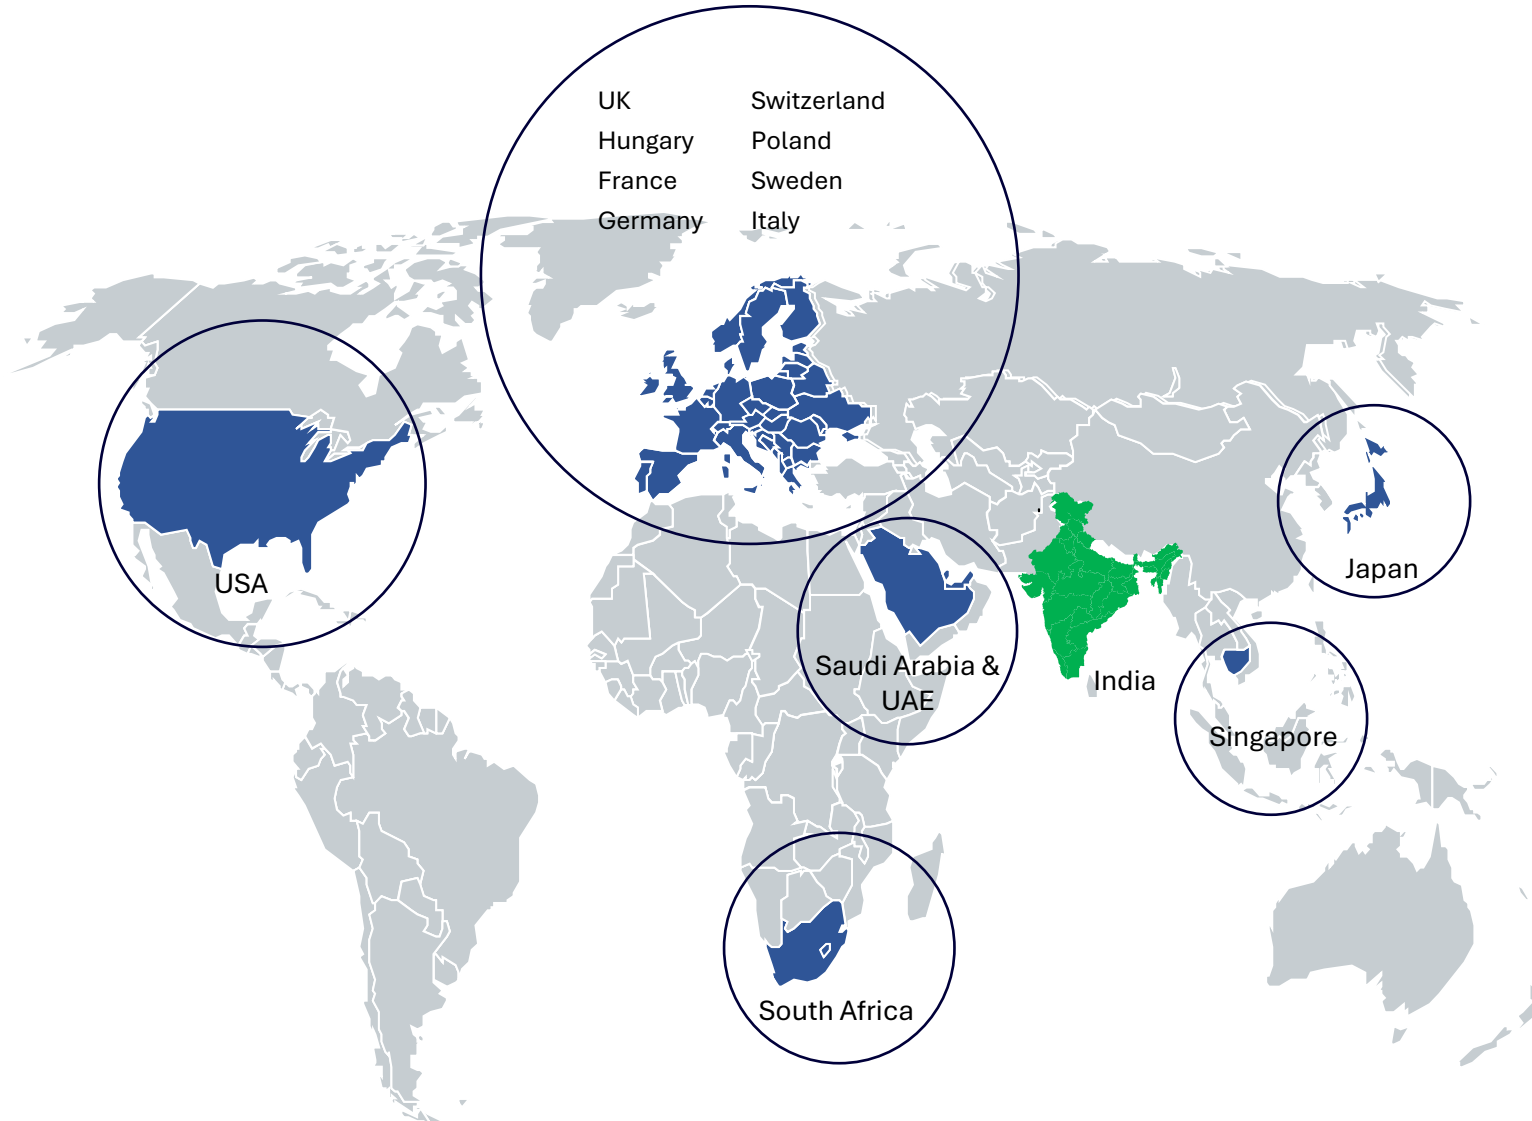 UK
Hungary
France
Germany
Switzerland
Poland
Sweden
Italy
USA
Saudi Arabia &
UAE
India
Japan
Singapore
South Africa